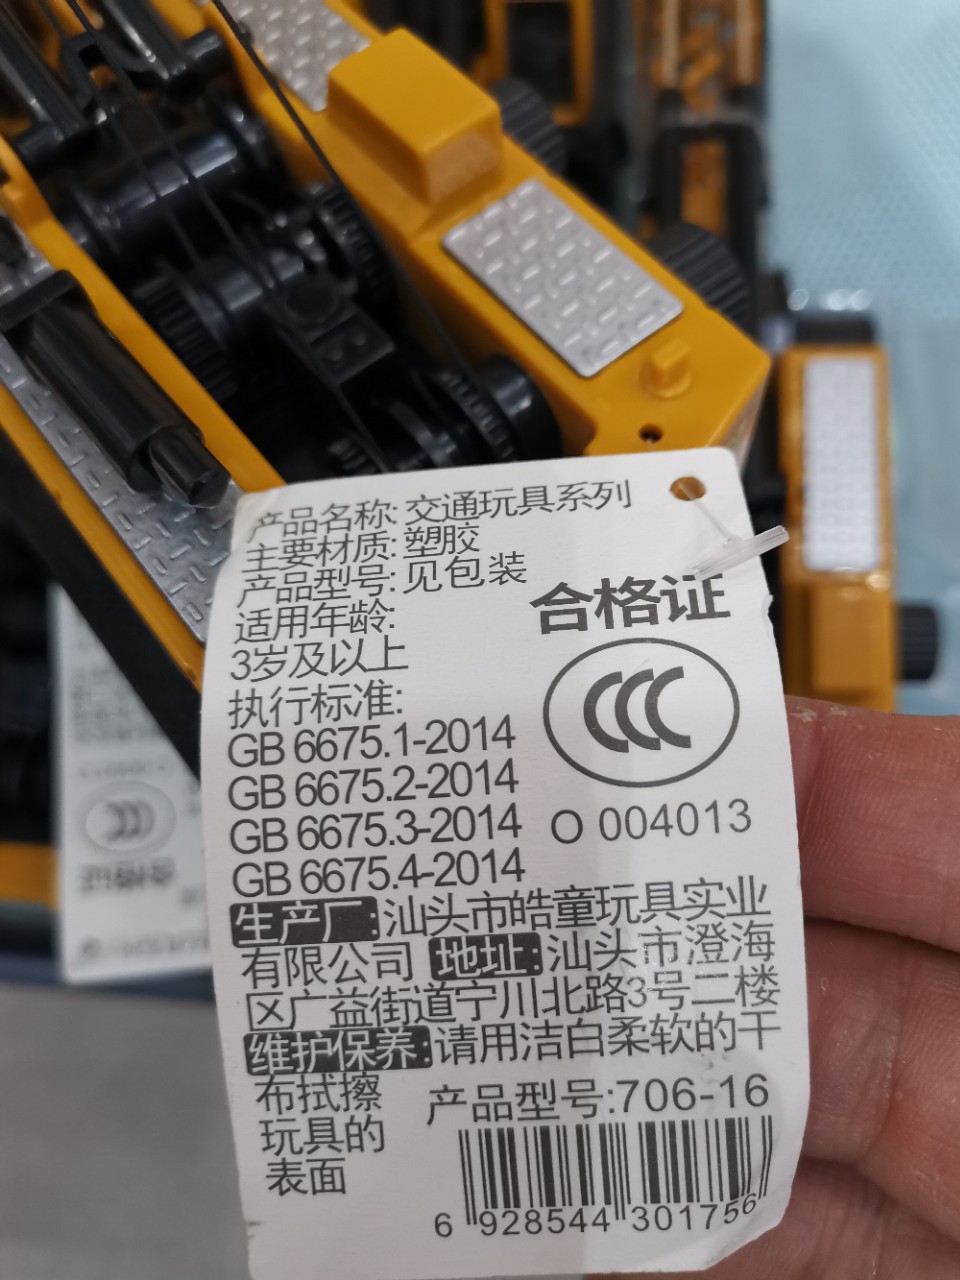 产品名称: 交通玩具系列
主要材质: 塑胶
产品型号: 见包装
适用年龄:
3岁及以上
合格证
执行标准:
GB 6675.1-2014
GB 6675.2-2014
GB 6675.3-2014
GB 6675.4-2014
CCC
O 004013
生产厂:汕头市皓童玩具实业
有限公司 地址:汕头市澄海
区广益街道宁川北路3号二楼
维护保养:请用洁白柔软的干
布拭擦
玩具的
表面
产品型号:706-16
6 928544 301756